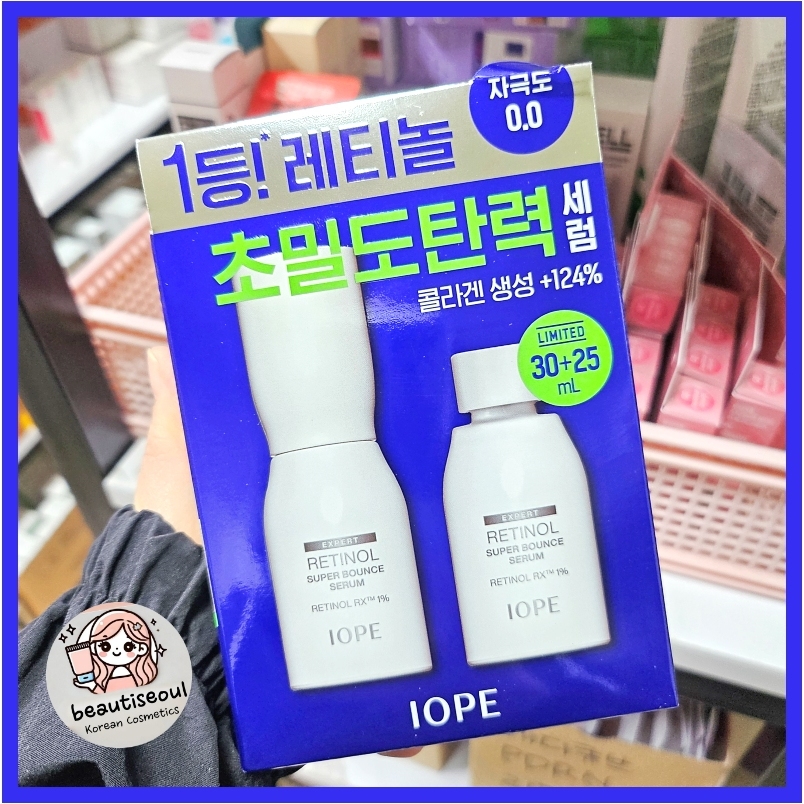 자극도
0.0
1등!* 레티놀
초밀도탄력 세럼
콜라겐 생성 +124%
LIMITED
30+25
mL
EXPERT
RETINOL
SUPER BOUNCE
SERUM
RETINOL RX™ 1%
IOPE
EXPERT
RETINOL
SUPER BOUNCE
SERUM
RETINOL RX™ 1%
IOPE
IOPE
beautiseoul
Korean Cosmetics
PDRN